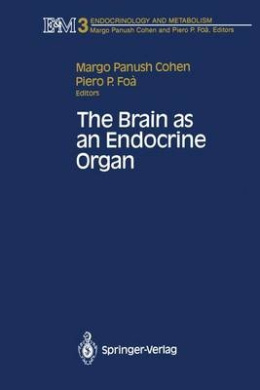 E&M 3 ENDOCRINOLOGY AND METABOLISM
Margo Panush Cohen and Piero P. Foà, Editors
Margo Panush Cohen
Piero P. Foà
Editors
The Brain as
an Endocrine
Organ
Springer-Verlag